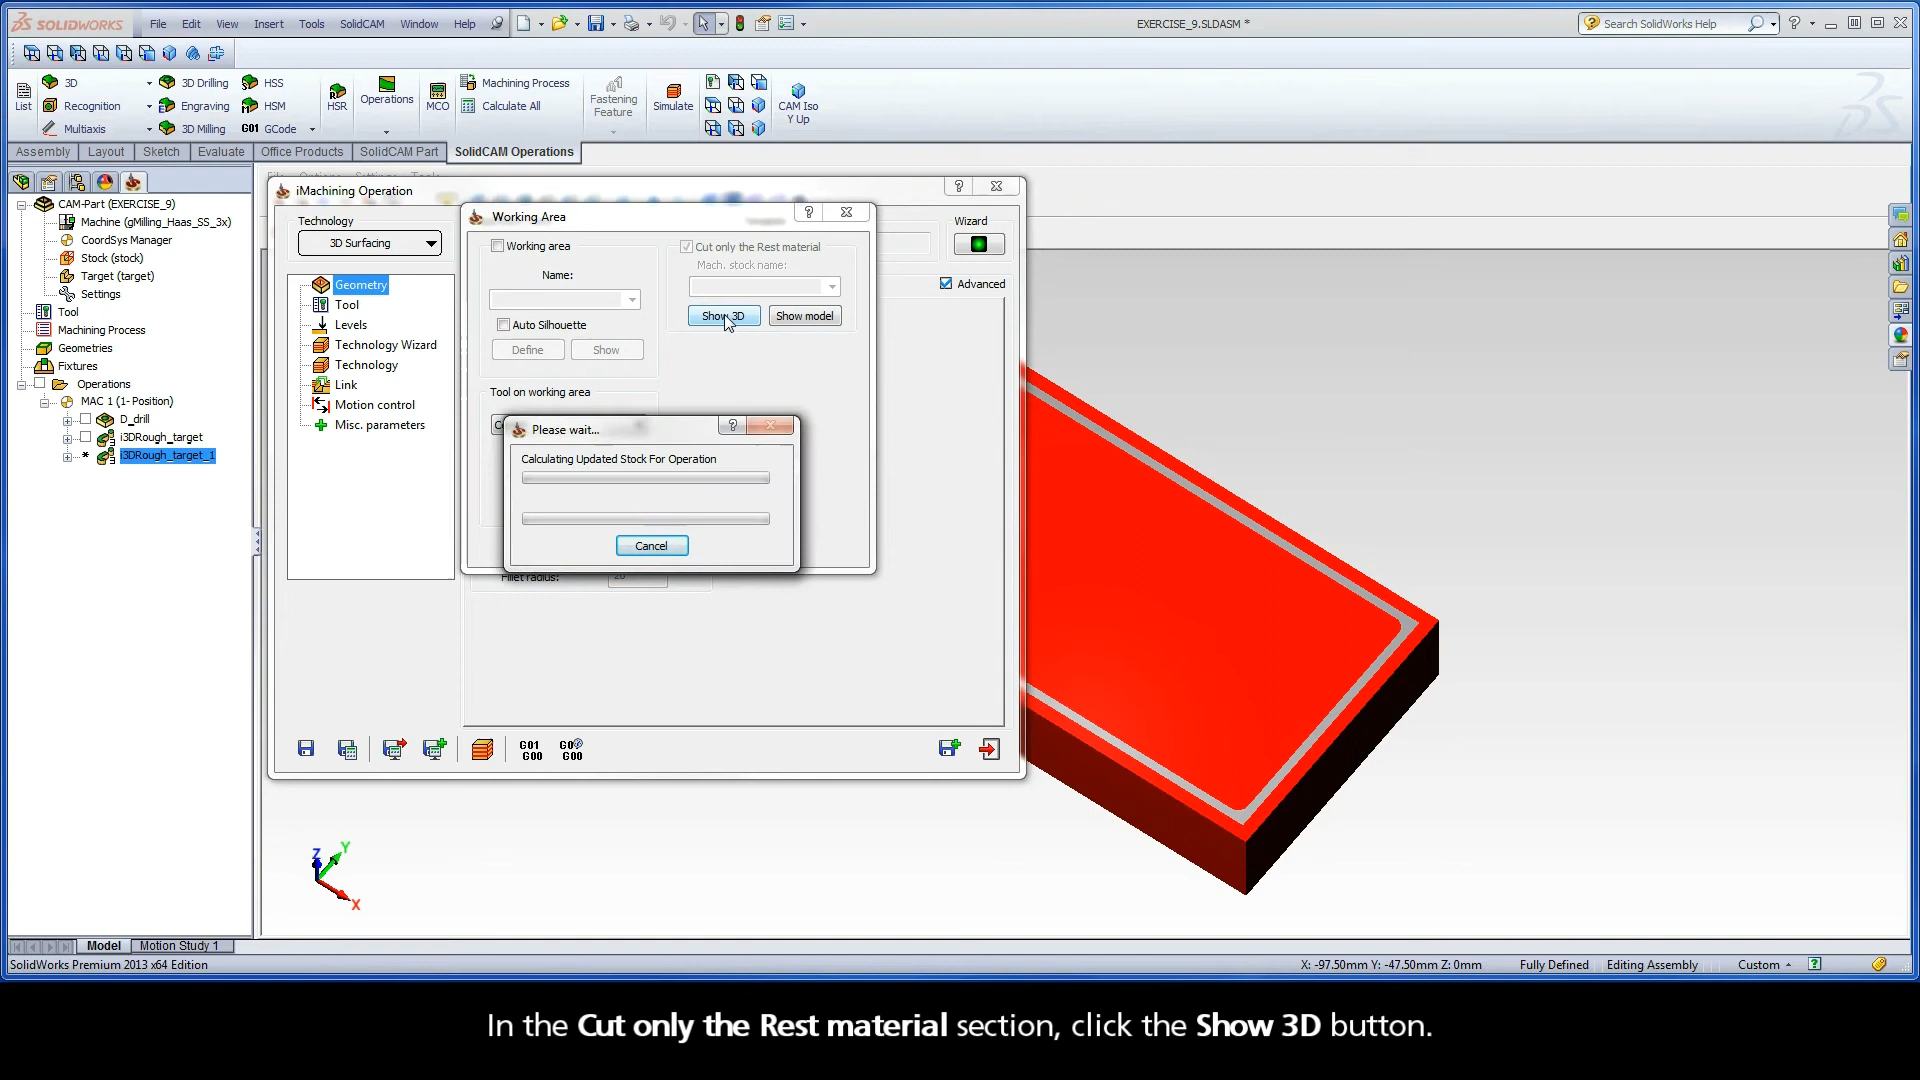 SOLIDWORKS File Edit View Insert Tools SolidCAM Window Help EXERCISE_9.SLDASM * Search SolidWorks Help
3D 3D Drilling HSS Machining Process
List Recognition Engraving HSM HSR Operations MCO Calculate All Fastening Feature Simulate CAM Iso Y Up
Multiaxis 3D Milling G01 GCode
Assembly Layout Sketch Evaluate Office Products SolidCAM Part SolidCAM Operations
CAM-Part (EXERCISE_9)
Machine (gMilling_Haas_SS_3x)
CoordSys Manager
Stock (stock)
Target (target)
Settings
Tool
Machining Process
Geometries
Fixtures
Operations
MAC 1 (1- Position)
D_drill
i3DRough_target
* i3DRough_target_1
iMachining Operation
Technology
3D Surfacing
Wizard
Advanced
Geometry
Tool
Levels
Technology Wizard
Technology
Link
Motion control
Misc. parameters
Working Area
Working area
Name:
Auto Silhouette
Define Show
Cut only the Rest material
Mach. stock name:
Show 3D Show model
Tool on working area
Please wait...
Calculating Updated Stock For Operation
Cancel
Fillet radius: 20
G01 G00
G0 G00
Z Y X
Model Motion Study 1
SolidWorks Premium 2013 x64 Edition X: -97.50mm Y: -47.50mm Z: 0mm Fully Defined Editing Assembly Custom
In the Cut only the Rest material section, click the Show 3D button.